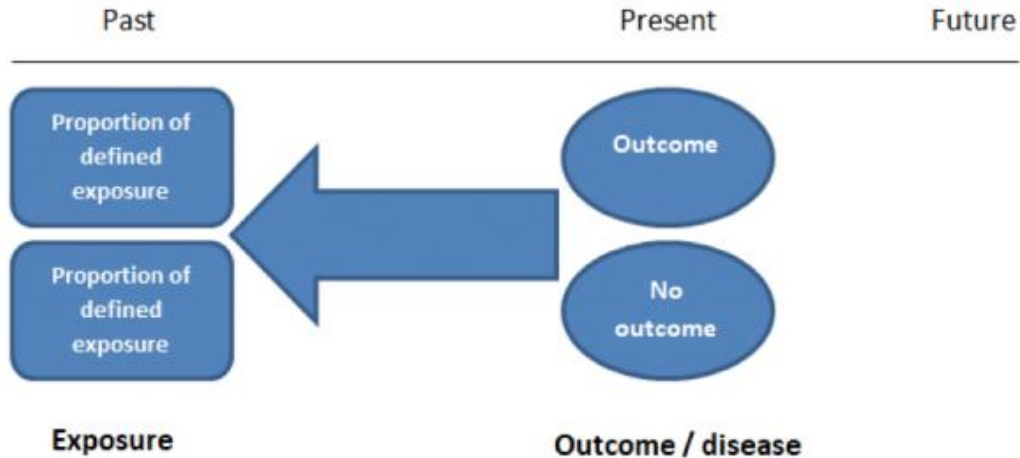 Past Present Future
Proportion of
defined
exposure
Outcome
Proportion of
defined
exposure
No
outcome
Exposure Outcome / disease